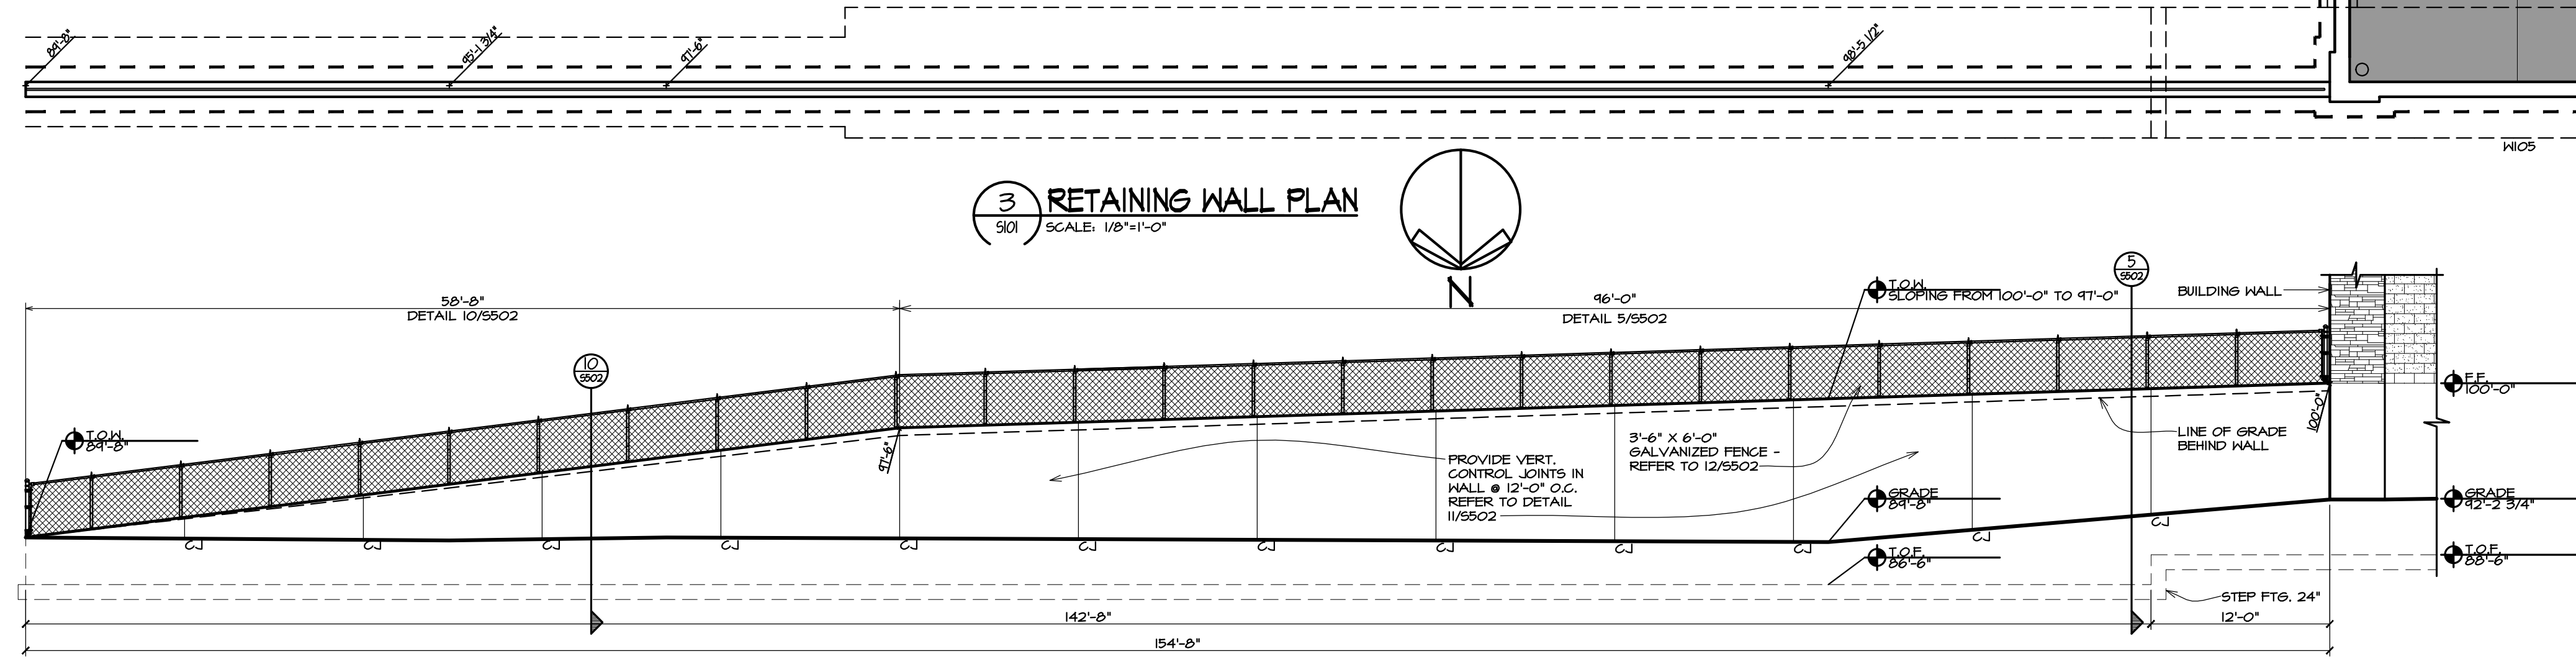 89'-8"
95'-1 3/4"
97'-6"
98'-5 1/2"
W105
3
S101
RETAINING WALL PLAN
SCALE: 1/8"=1'-0"
N
58'-8"
DETAIL 10/S502
96'-0"
DETAIL 5/S502
T.O.W.
SLOPING FROM 100'-0" TO 97'-0"
5
S502
BUILDING WALL
10
S502
T.O.W.
89'-8"
97'-6"
PROVIDE VERT.
CONTROL JOINTS IN
WALL @ 12'-0" O.C.
REFER TO DETAIL
11/S502
3'-6" X 6'-0"
GALVANIZED FENCE -
REFER TO 12/S502
LINE OF GRADE
BEHIND WALL
100'-0"
F.F.
100'-0"
GRADE
89'-8"
GRADE
92'-2 3/4"
CJ
CJ
CJ
CJ
CJ
CJ
CJ
CJ
CJ
CJ
CJ
CJ
T.O.F.
86'-6"
T.O.F.
88'-6"
STEP FTG. 24"
142'-8"
12'-0"
154'-8"